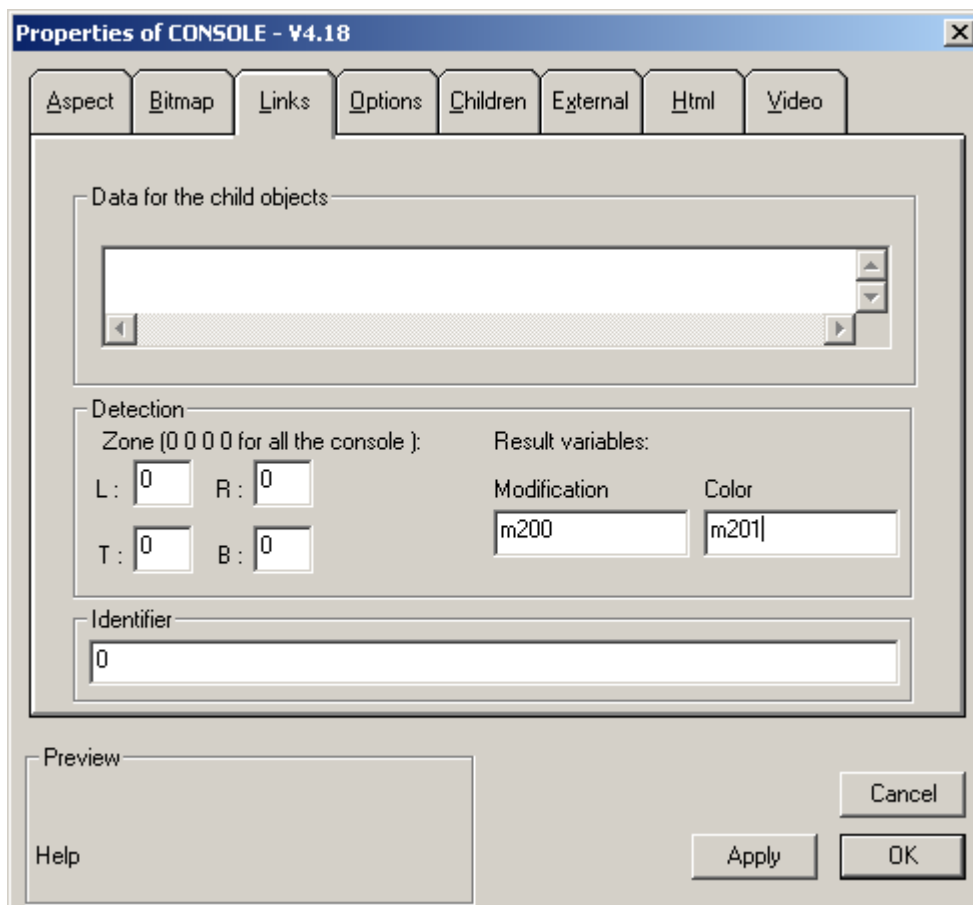 Properties of CONSOLE - V4.18
Aspect Bitmap Links Options Children External Html Video
Data for the child objects
Detection
Zone (0 0 0 0 for all the console ): Result variables:
L : 0 R : 0 Modification Color
m200 m201
T : 0 B : 0
Identifier
0
Preview
Cancel
Help Apply OK